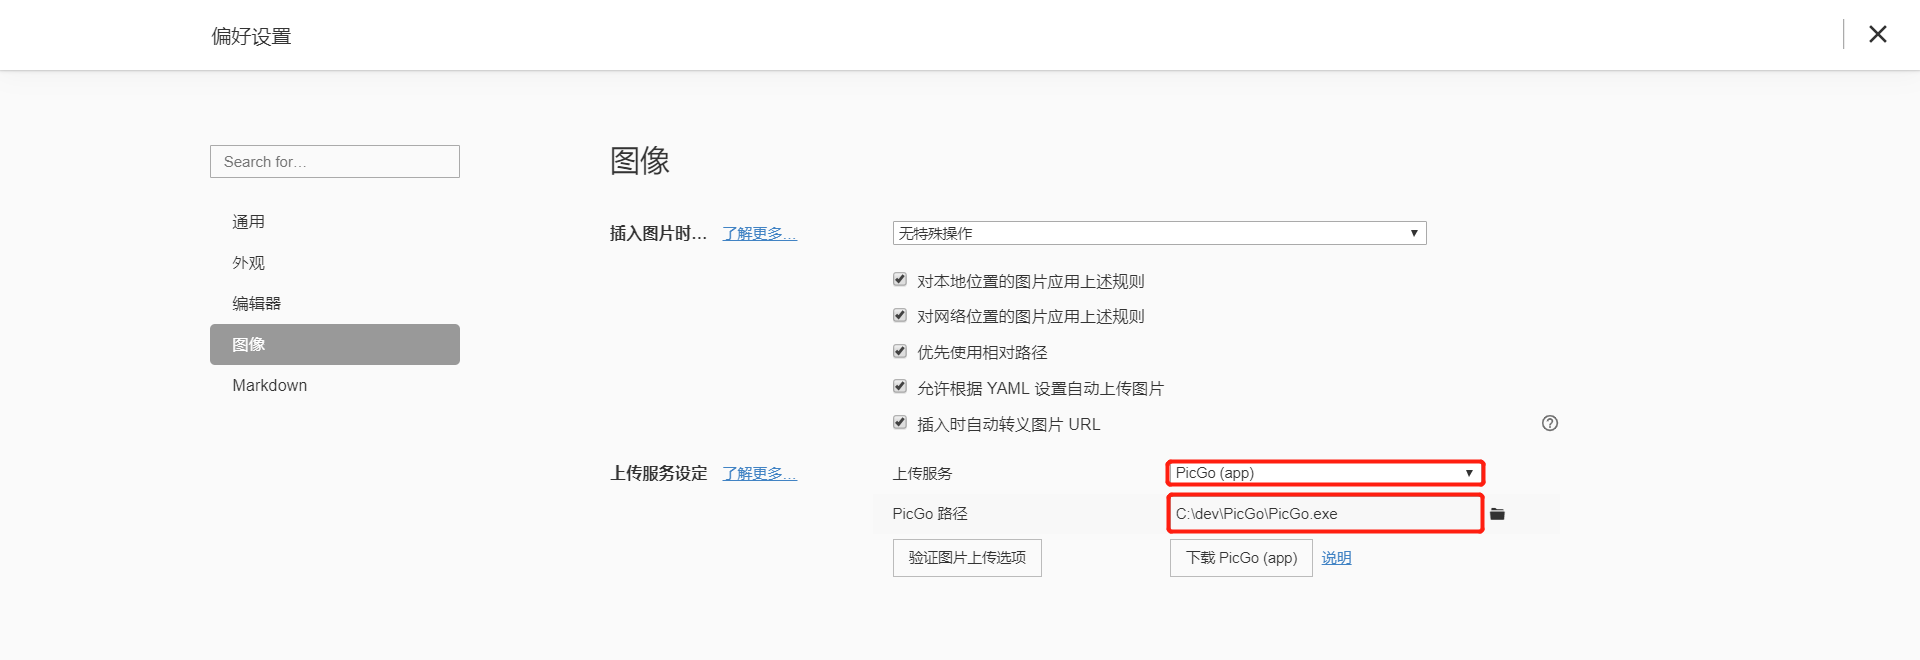 偏好设置
Search for...
通用
外观
编辑器
图像
Markdown
图像
插入图片时... 了解更多...
无特殊操作
对本地位置的图片应用上述规则
对网络位置的图片应用上述规则
优先使用相对路径
允许根据 YAML 设置自动上传图片
插入时自动转义图片 URL
上传服务设定 了解更多...
上传服务 PicGo (app)
PicGo 路径 C:\dev\PicGo\PicGo.exe
验证图片上传选项 下载 PicGo (app) 说明